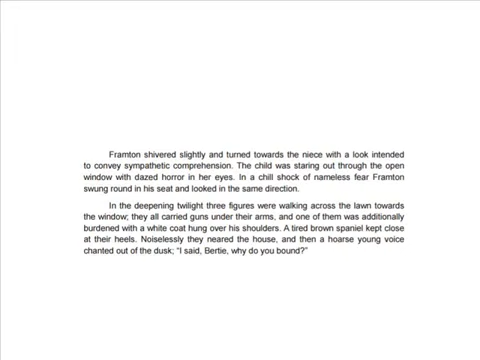 Framton shivered slightly and turned towards the niece with a look intended
to convey sympathetic comprehension. The child was staring out through the open
window with dazed horror in her eyes. In a chill shock of nameless fear Framton
swung round in his seat and looked in the same direction.
In the deepening twilight three figures were walking across the lawn towards
the window; they all carried guns under their arms, and one of them was additionally
burdened with a white coat hung over his shoulders. A tired brown spaniel kept close
at their heels. Noiselessly they neared the house, and then a hoarse young voice
chanted out of the dusk; “I said, Bertie, why do you bound?”